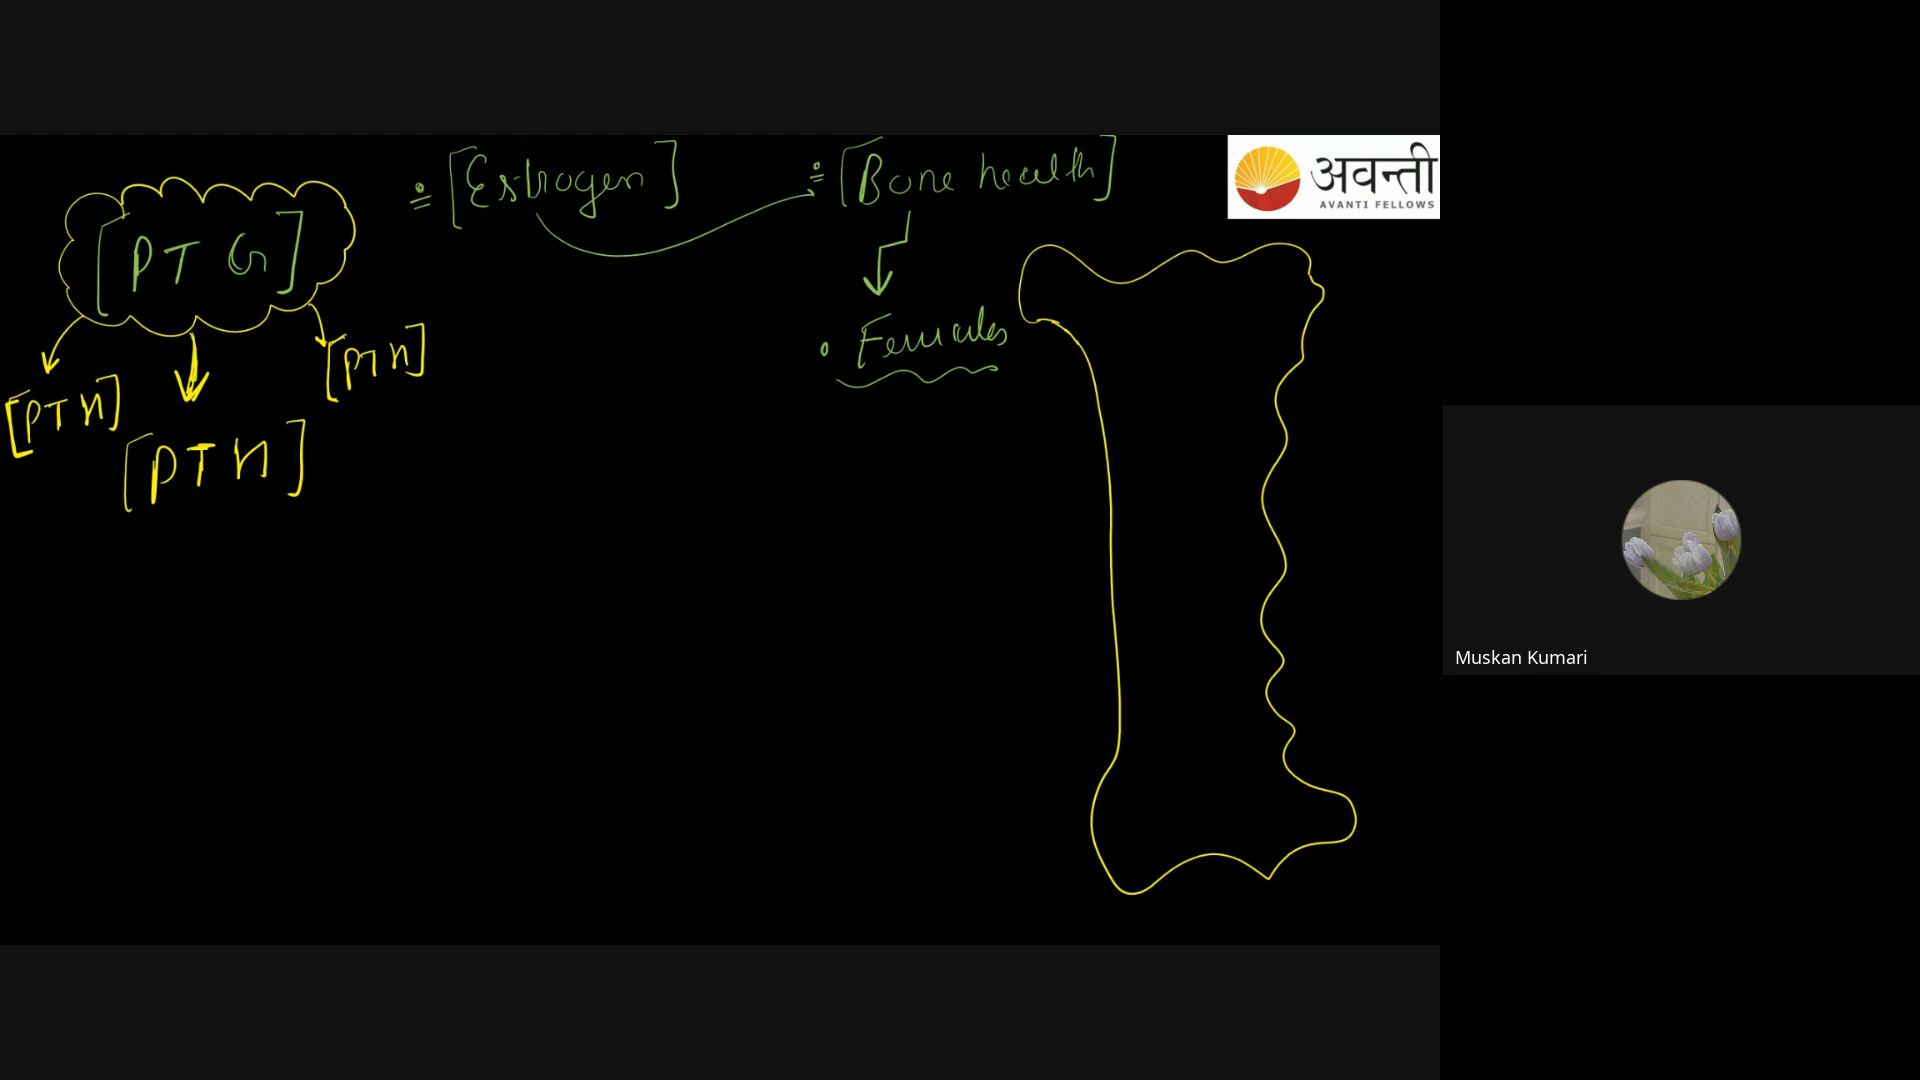 [Estrogen]
[Bone health]
अवन्ती
AVANTI FELLOWS
[PTG]
Females
[PTH]
[PTH]
[PTH]
Muskan Kumari